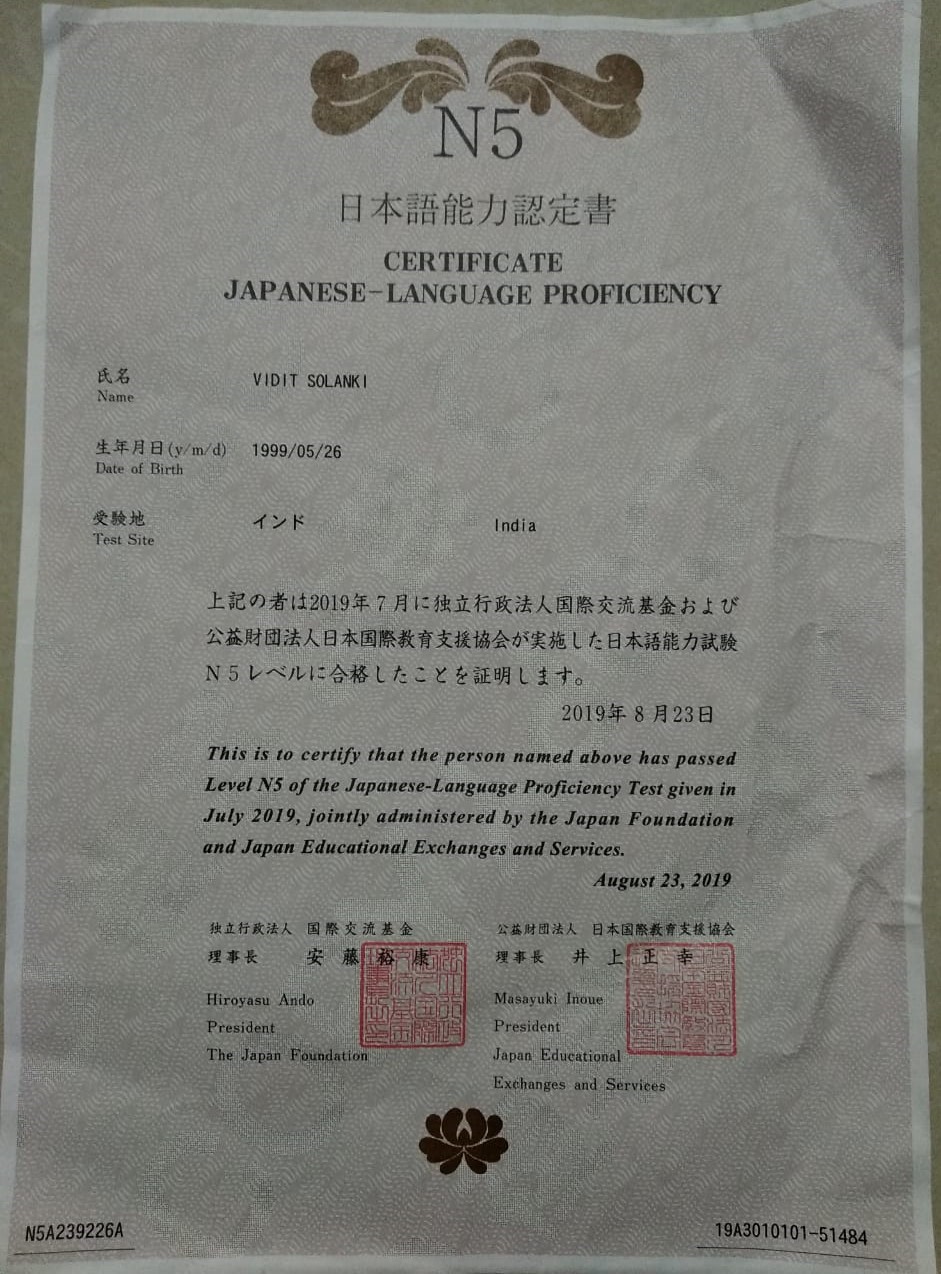 N5
日本語能力認定書
CERTIFICATE
JAPANESE-LANGUAGE PROFICIENCY
氏名 VIDIT SOLANKI
Name
生年月日(y/m/d) 1999/05/26
Date of Birth
受験地 インド India
Test Site
上記の者は2019年7月に独立行政法人国際交流基金および
公益財団法人日本国際教育支援協会が実施した日本語能力試験
N5レベルに合格したことを証明します。
2019年8月23日
This is to certify that the person named above has passed
Level N5 of the Japanese-Language Proficiency Test given in
July 2019, jointly administered by the Japan Foundation
and Japan Educational Exchanges and Services.
August 23, 2019
独立行政法人 国際交流基金
理事長 安藤裕康
Hiroyasu Ando
President
The Japan Foundation
公益財団法人 日本国際教育支援協会
理事長 井上正幸
Masayuki Inoue
President
Japan Educational
Exchanges and Services
N5A239226A
19A3010101-51484